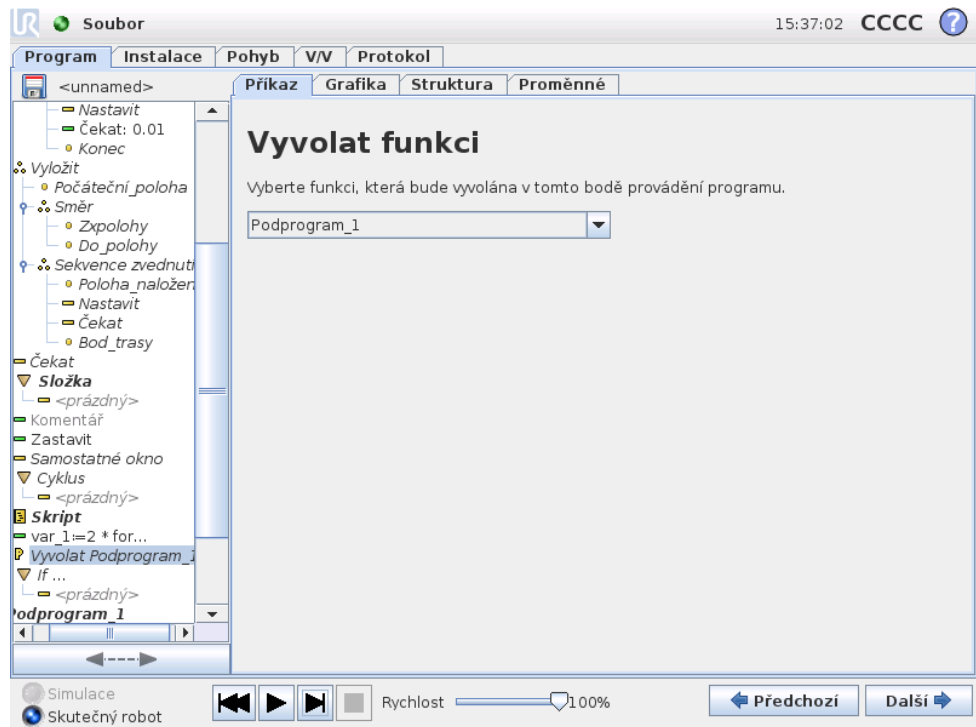 Soubor 15:37:02 CCCC ?
Program Instalace Pohyb V/V Protokol
<unnamed>
Příkaz Grafika Struktura Proměnné
Nastavit
Čekat: 0.01
Konec
Vyložit
Počáteční_poloha
Směr
Zxpolohy
Do_polohy
Sekvence zvednutí
Poloha_naložen
Nastavit
Čekat
Bod_trasy
Čekat
Složka
<prázdný>
Komentář
Zastavit
Samostatné okno
Cyklus
<prázdný>
Skript
var_1:=2 * for...
Vyvolat Podprogram_1
If ...
<prázdný>
Podprogram_1
Vyvolat funkci
Vyberte funkci, která bude vyvolána v tomto bodě provádění programu.
Podprogram_1
Simulace
Skutečný robot
Rychlost 100%
Předchozí Další